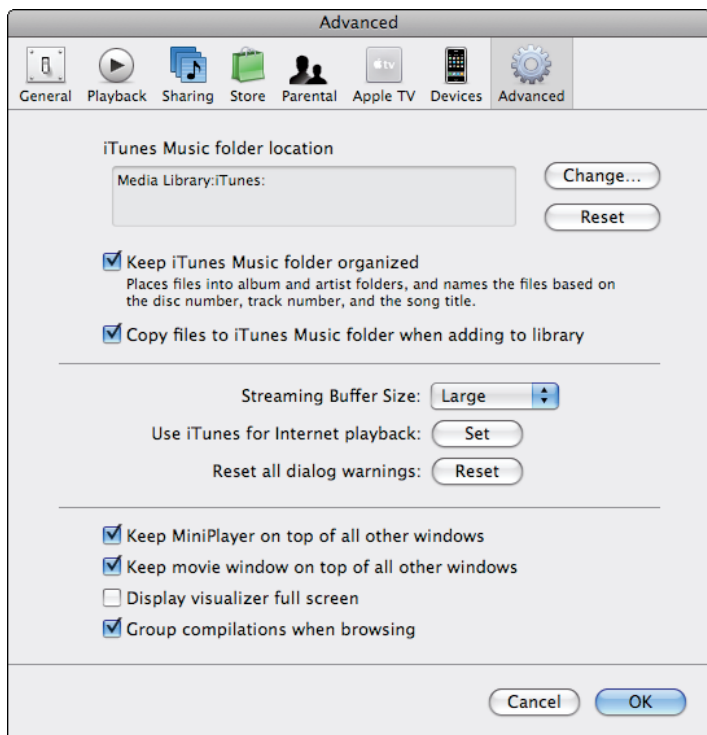 Advanced
General Playback Sharing Store Parental Apple TV Devices Advanced
iTunes Music folder location
Media Library:iTunes:
Change...
Reset
Keep iTunes Music folder organized
Places files into album and artist folders, and names the files based on
the disc number, track number, and the song title.
Copy files to iTunes Music folder when adding to library
Streaming Buffer Size: Large
Use iTunes for Internet playback: Set
Reset all dialog warnings: Reset
Keep MiniPlayer on top of all other windows
Keep movie window on top of all other windows
Display visualizer full screen
Group compilations when browsing
Cancel OK